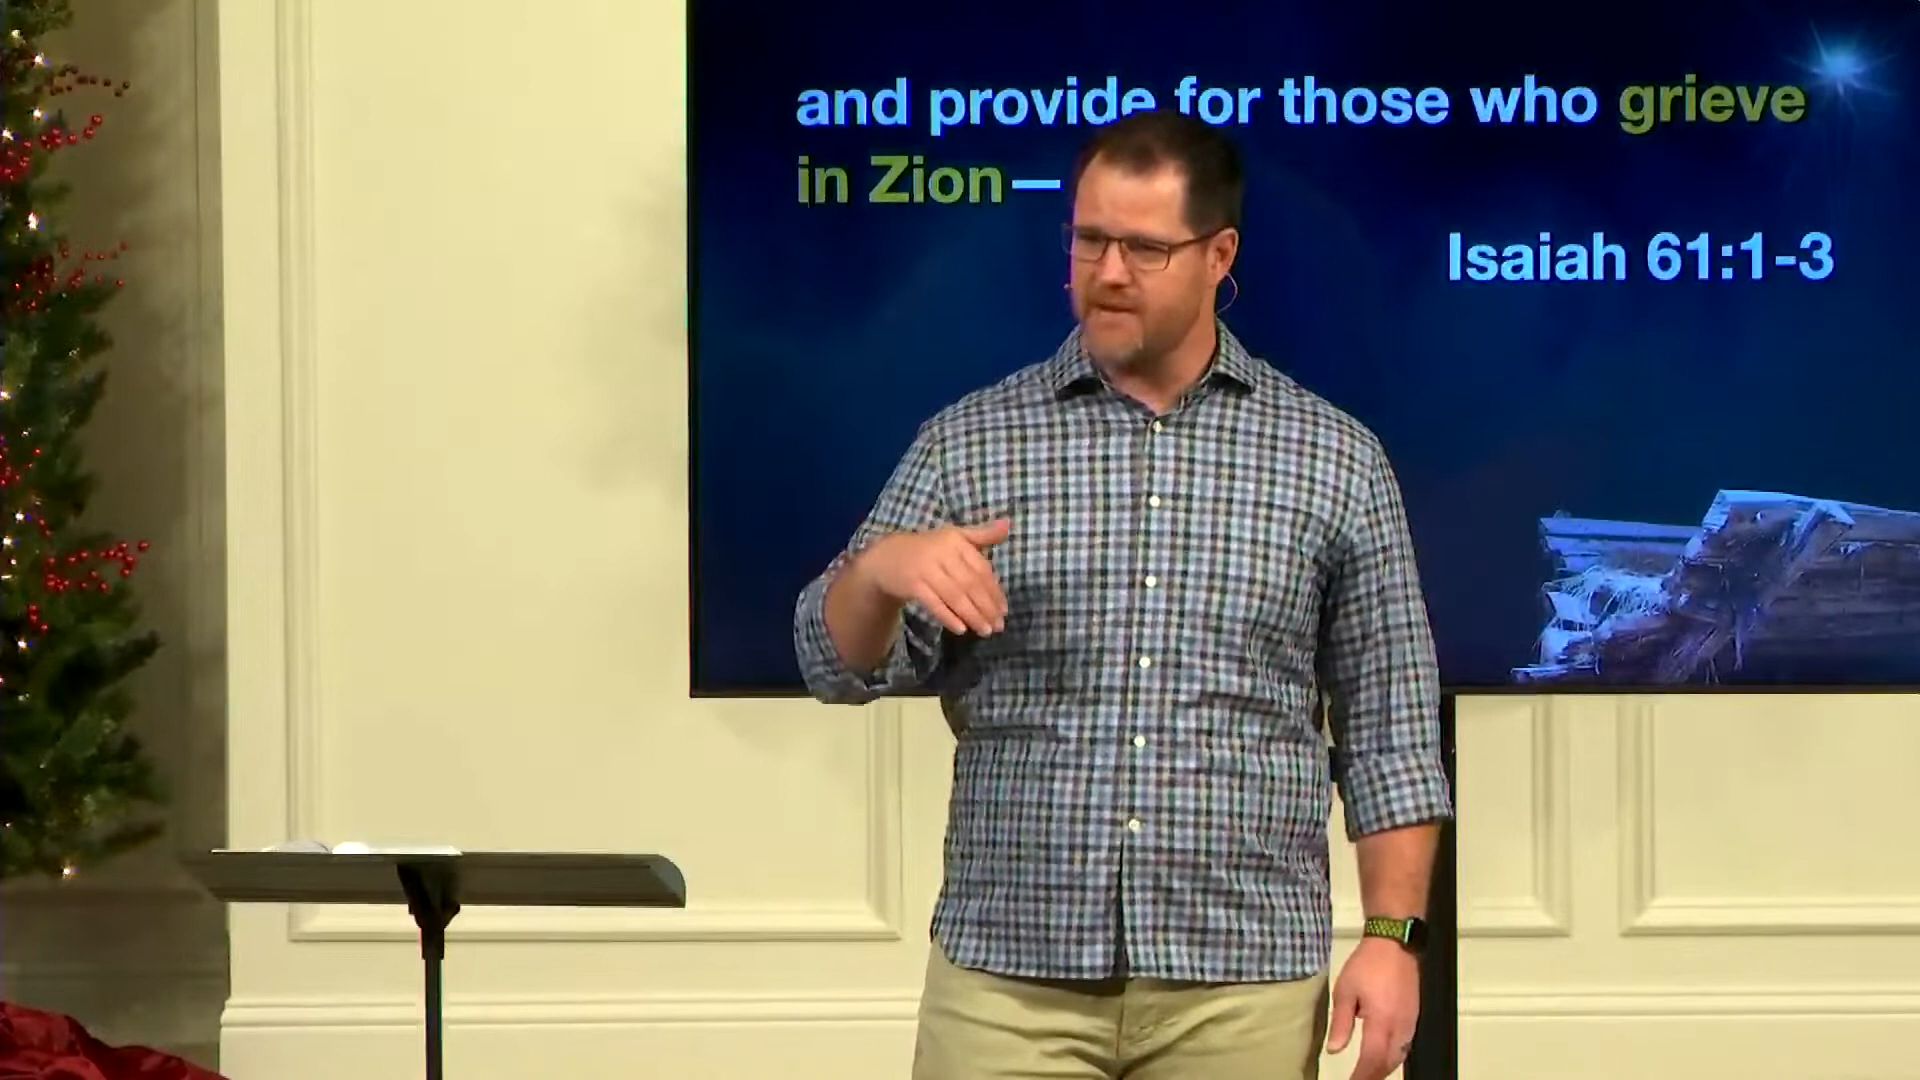 and provide for those who grieve
in Zion—
Isaiah 61:1-3